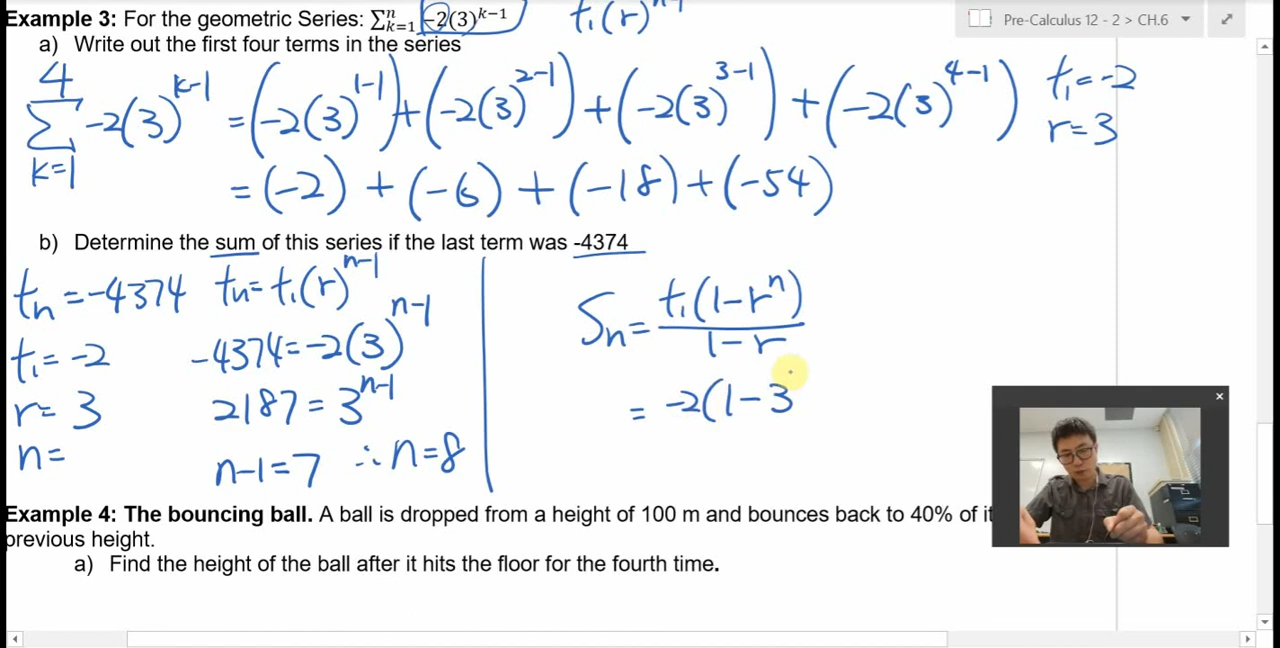 Example 3: For the geometric Series: ∑ⁿₖ₌₁ −2(3)ᵏ⁻¹ t₁(r)ⁿ⁻¹
Pre-Calculus 12 - 2 > CH.6
a) Write out the first four terms in the series
4 ∑ k=1 −2(3)^(k−1) = (−2(3)^(1−1)) + (−2(3)^(2−1)) + (−2(3)^(3−1)) + (−2(3)^(4−1)) t₁=−2
r=3
= (−2) + (−6) + (−18) + (−54)
b) Determine the sum of this series if the last term was -4374
tₙ = −4374
t₁ = −2
r = 3
n =
tₙ = t₁(r)^(n−1)
−4374 = −2(3)^(n−1)
2187 = 3^(n−1)
n−1 = 7 ∴ n = 8
Sₙ = t₁(1−rⁿ) / 1−r
= −2(1−3
Example 4: The bouncing ball. A ball is dropped from a height of 100 m and bounces back to 40% of it
previous height.
a) Find the height of the ball after it hits the floor for the fourth time.